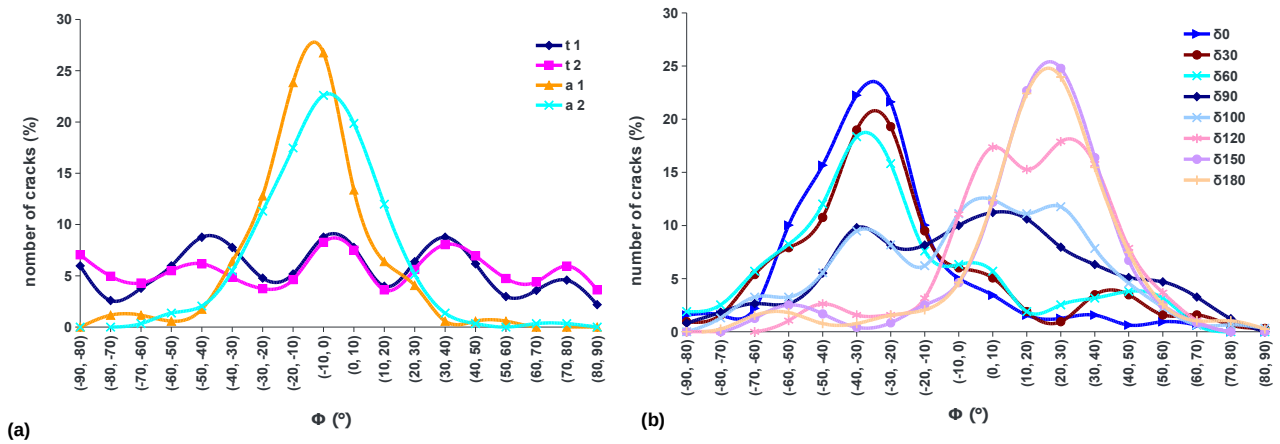 nomber of cracks (%)
30
25
20
15
10
5
0
t 1
t 2
a 1
a 2
(-90, -80)
(-80, -70)
(-70, -60)
(-60, -50)
(-50, -40)
(-40, -30)
(-30, -20)
(-20, -10)
(-10, 0)
(0, 10)
(10, 20)
(20, 30)
(30, 40)
(40, 50)
(50, 60)
(60, 70)
(70, 80)
(80, 90)
Φ (º)
(a)
number of cracks (%)
30
25
20
15
10
5
0
δ0
δ30
δ60
δ90
δ100
δ120
δ150
δ180
(-90, -80)
(-80, -70)
(-70, -60)
(-60, -50)
(-50, -40)
(-40, -30)
(-30, -20)
(-20, -10)
(-10, 0)
(0, 10)
(10, 20)
(20, 30)
(30, 40)
(40, 50)
(50, 60)
(60, 70)
(70, 80)
(80, 90)
Φ (º)
(b)